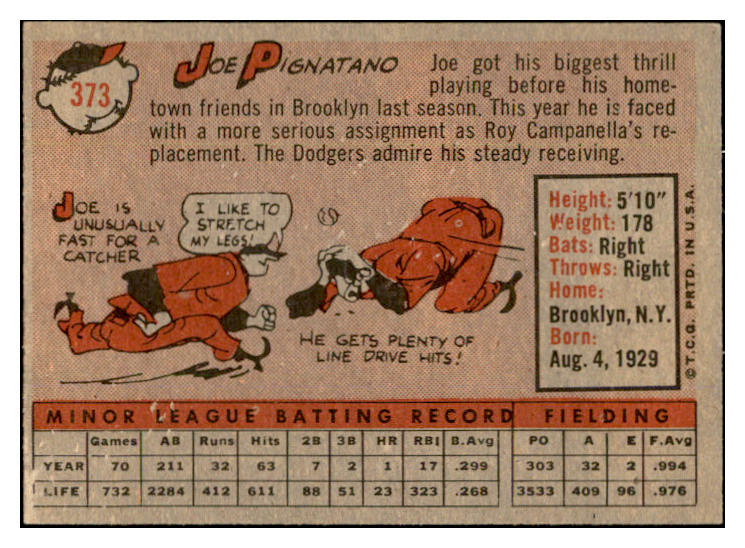 373
JOE PIGNATANO
Joe got his biggest thrill
playing before his home-
town friends in Brooklyn last season. This year he is faced
with a more serious assignment as Roy Campanella's re-
placement. The Dodgers admire his steady receiving.
JOE IS
UNUSUALLY
FAST FOR A
CATCHER
I LIKE TO
STRETCH
MY LEGS!
HE GETS PLENTY OF
LINE DRIVE HITS!
Height: 5'10"
Weight: 178
Bats: Right
Throws: Right
Home:
Brooklyn, N.Y.
Born:
Aug. 4, 1929
© T.C.G. PRTD. IN U.S.A.
MINOR LEAGUE BATTING RECORD FIELDING
Games AB Runs Hits 2B 3B HR RBI B.Avg PO A E F.Avg
YEAR 70 211 32 63 7 2 1 17 .299 303 32 2 .994
LIFE 732 2284 412 611 88 51 23 323 .268 3533 409 96 .976